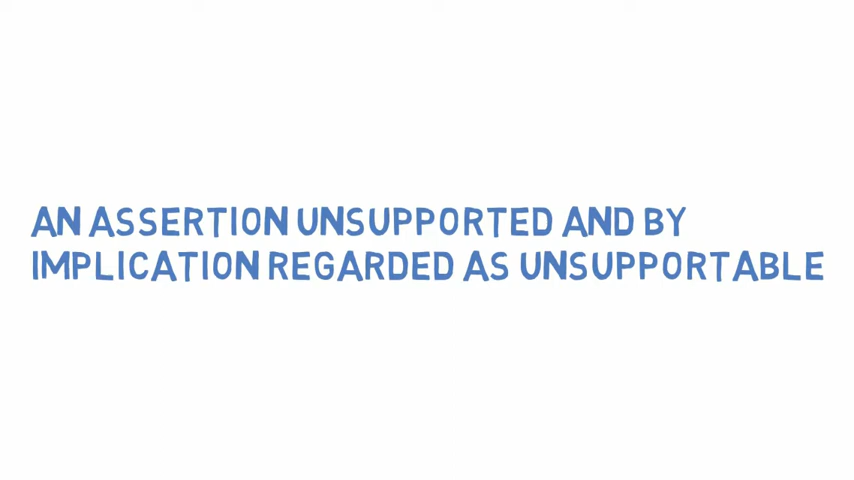 AN ASSERTION UNSUPPORTED AND BY
IMPLICATION REGARDED AS UNSUPPORTABLE